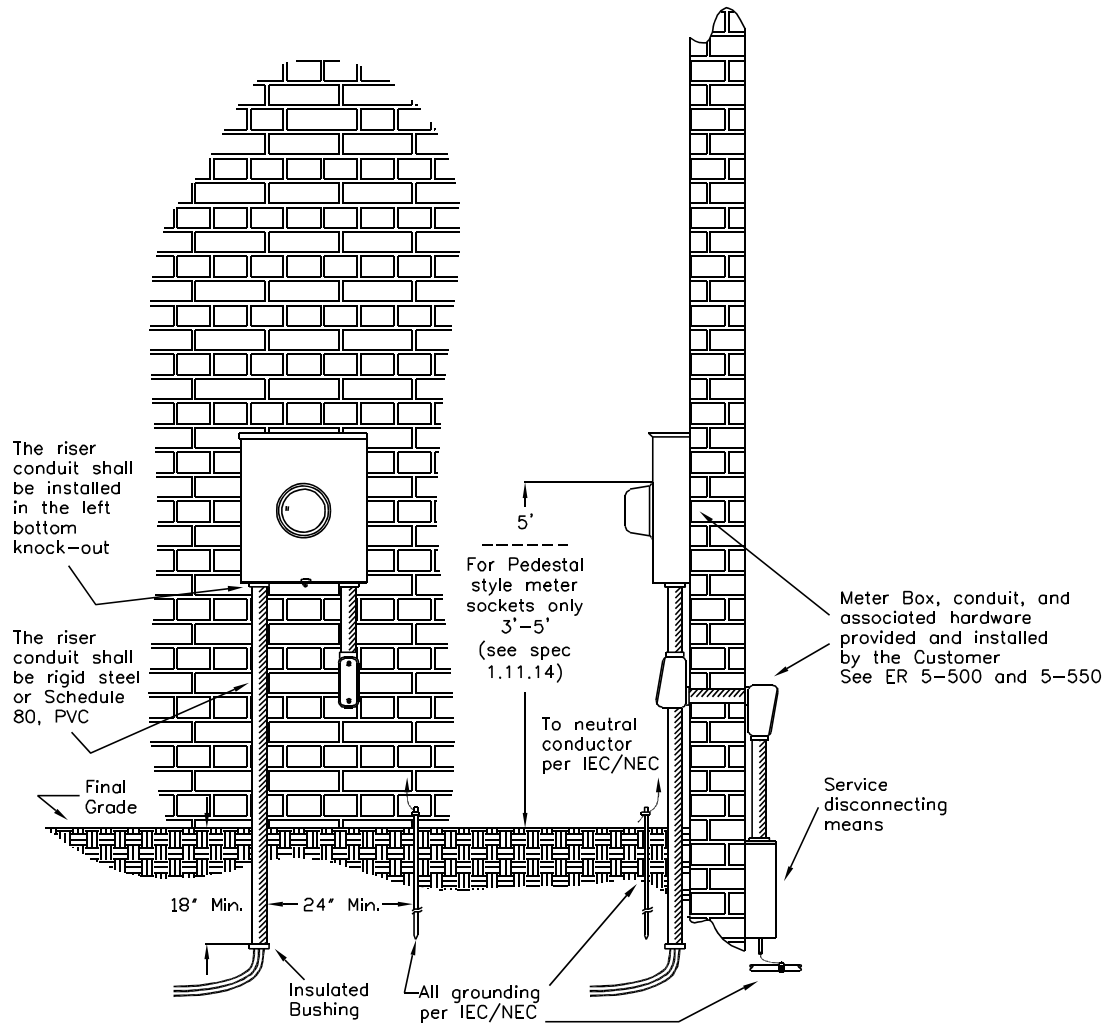 The riser
conduit shall
be installed
in the left
bottom
knock-out
The riser
conduit shall
be rigid steel
or Schedule
80, PVC
Final
Grade
18" Min.
24" Min.
Insulated
Bushing
All grounding
per IEC/NEC
5'
For Pedestal
style meter
sockets only
3'-5'
(see spec
1.11.14)
To neutral
conductor
per IEC/NEC
Meter Box, conduit, and
associated hardware
provided and installed
by the Customer
See ER 5-500 and 5-550
Service
disconnecting
means